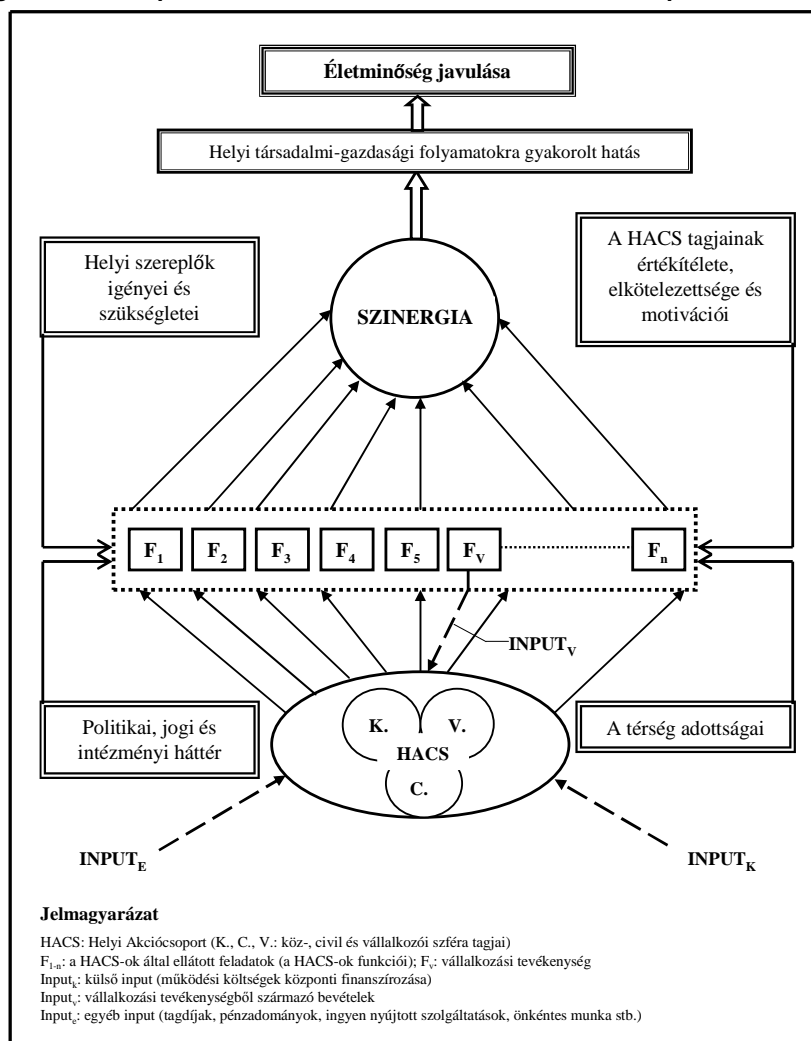 Életminőség javulása
Helyi társadalmi-gazdasági folyamatokra gyakorolt hatás
Helyi szereplők
igényei és
szükségletei
A HACS tagjainak
értékítélete,
elkötelezettsége és
motivációi
SZINERGIA
F1 F2 F3 F4 F5 FV Fn
INPUTV
Politikai, jogi és
intézményi háttér
K. V.
HACS
C.
A térség adottságai
INPUTE
INPUTK
Jelmagyarázat
HACS: Helyi Akciócsoport (K., C., V.: köz-, civil és vállalkozói szféra tagjai)
F1-n: a HACS-ok által ellátott feladatok (a HACS-ok funkciói); Fv: vállalkozási tevékenység
Inputk: külső input (működési költségek központi finanszírozása)
Inputv: vállalkozási tevékenységből származó bevételek
Inpute: egyéb input (tagdíjak, pénzadományok, ingyen nyújtott szolgáltatások, önkéntes munka stb.)